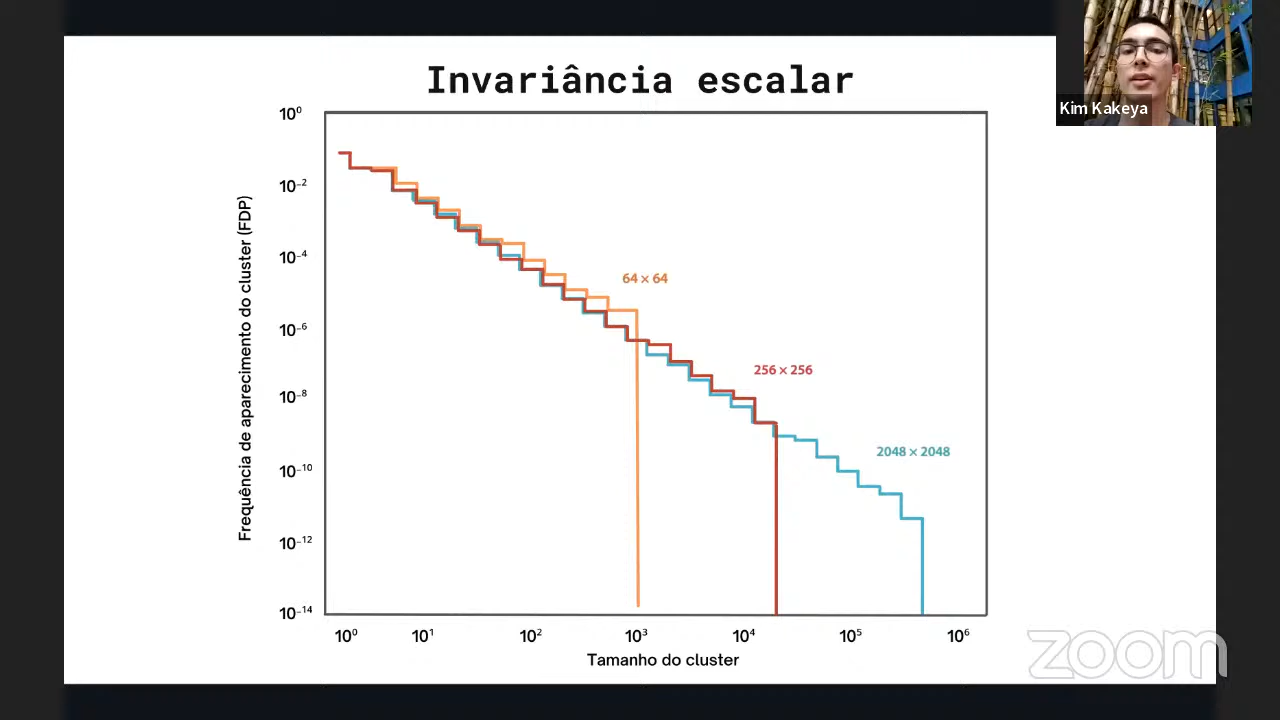 Invariância escalar
Kim Kakeya
10⁰
10⁻²
10⁻⁴
10⁻⁶
10⁻⁸
10⁻¹⁰
10⁻¹²
10⁻¹⁴
Frequência de aparecimento do cluster (FDP)
64 × 64
256 × 256
2048 × 2048
10⁰ 10¹ 10² 10³ 10⁴ 10⁵ 10⁶
Tamanho do cluster
zoom